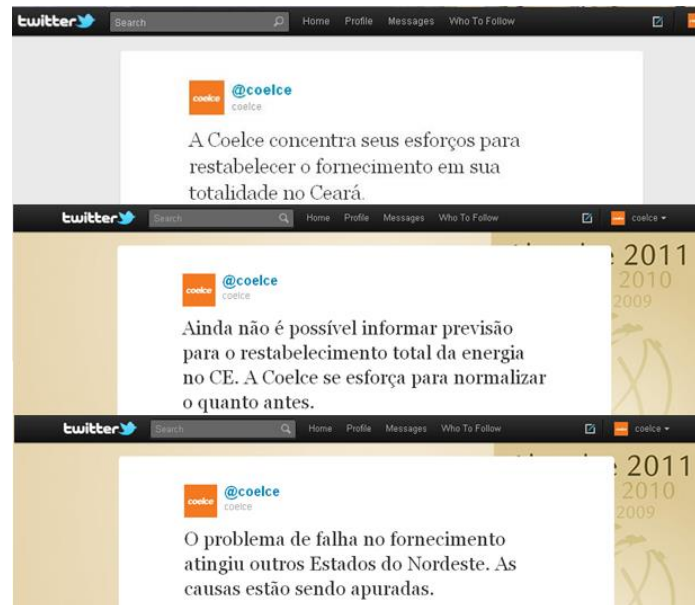 twitter Search Home Profile Messages Who To Follow
coelce @coelce
coelce
A Coelce concentra seus esforços para
restabelecer o fornecimento em sua
totalidade no Ceará.
twitter Search Home Profile Messages Who To Follow coelce
2011
2010
2009
coelce @coelce
coelce
Ainda não é possível informar previsão
para o restabelecimento total da energia
no CE. A Coelce se esforça para normalizar
o quanto antes.
twitter Search Home Profile Messages Who To Follow coelce
2011
2010
2009
coelce @coelce
coelce
O problema de falha no fornecimento
atingiu outros Estados do Nordeste. As
causas estão sendo apuradas.